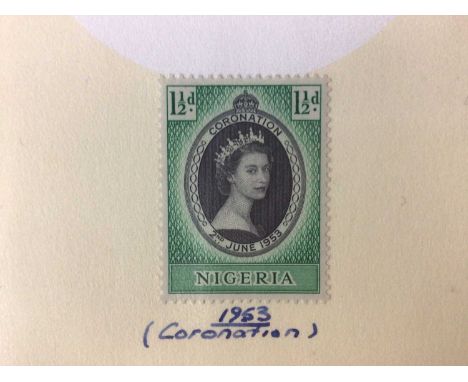 1½d. 1½d.
CORONATION
2ND JUNE 1953
NIGERIA
1953
(Coronation)